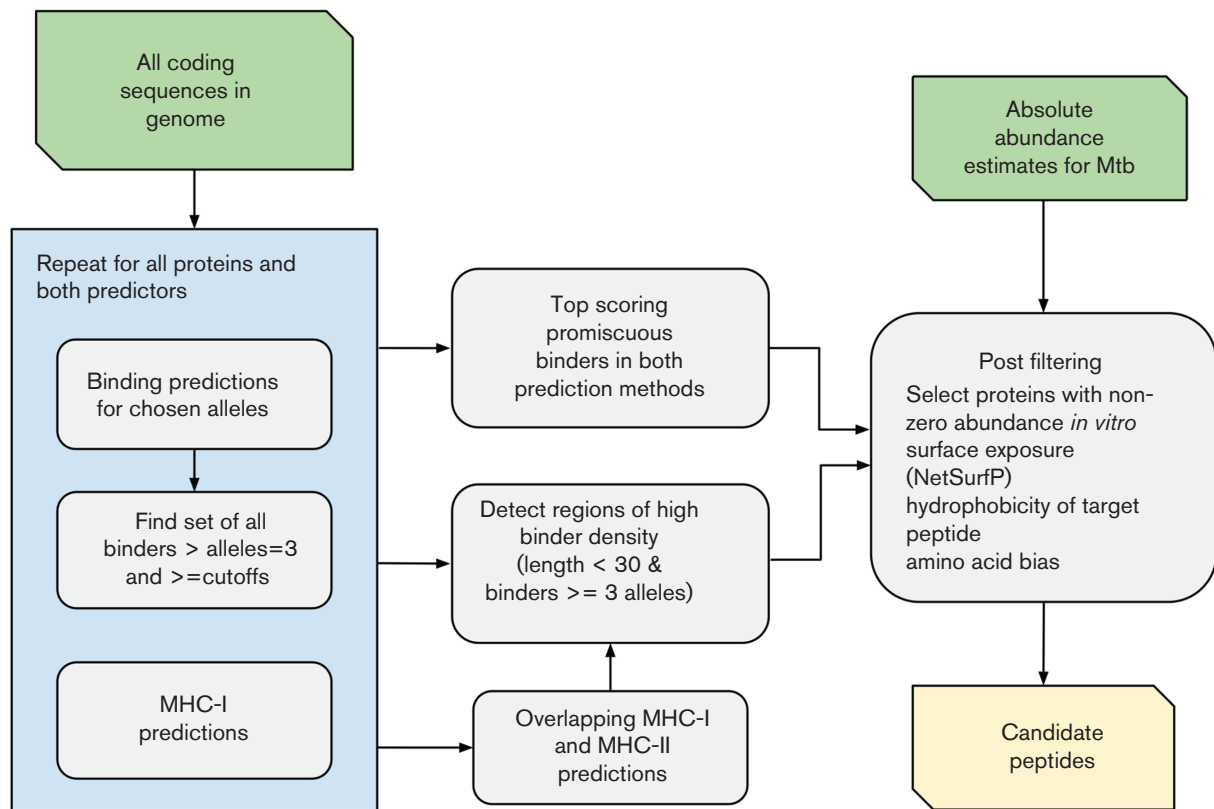 All coding
sequences in
genome
Absolute
abundance
estimates for Mtb
Repeat for all proteins and
both predictors
Binding predictions
for chosen alleles
Find set of all
binders > alleles=3
and >=cutoffs
MHC-I
predictions
Top scoring
promiscuous
binders in both
prediction methods
Detect regions of high
binder density
(length < 30 &
binders >= 3 alleles)
Overlapping MHC-I
and MHC-II
predictions
Post filtering
Select proteins with non-
zero abundance in vitro
surface exposure
(NetSurfP)
hydrophobicity of target
peptide
amino acid bias
Candidate
peptides